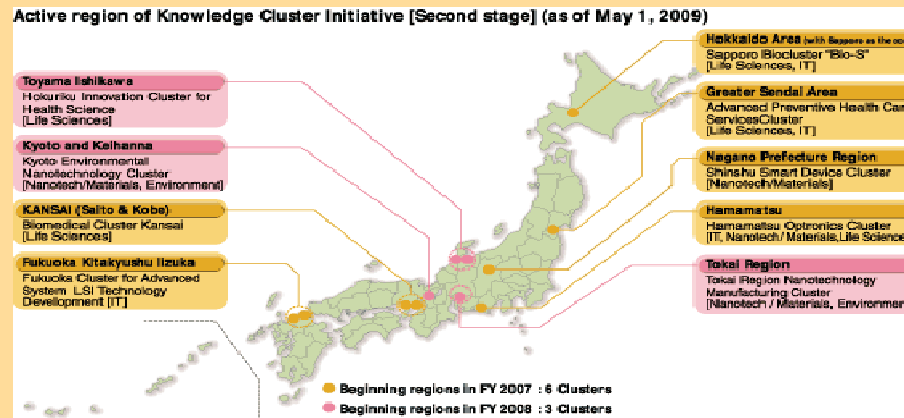 Active region of Knowledge Cluster Initiative [Second stage] (as of May 1, 2009)
Toyama Iishikawa
Hokuriku Innovation Cluster for
Health Science
[Life Sciences]
Kyoto and Keihanna
Kyoto Environmental
Nanotechnology Cluster
[Nanotech/Materials, Environment]
KANSAI (Saito & Kobe)
Biomedical Cluster Kansai
[Life Sciences]
Fukuoka Kitakyushu Iizuka
Fukuoka Cluster for Advanced
System LSI Technology
Development [IT]
Hokkaido Area (with Sapporo as the
Sapporo Biocluster "Bio-S"
[Life Sciences, IT]
Greater Sendai Area
Advanced Preventive Health
ServicesCluster
[Life Sciences, IT]
Nagano Prefecture Region
Shinshu Smart Device Cluster
[Nanotech/Materials]
Hamamatsu
Hamamatsu Optronics Cluster
[IT, Nanotech/ Materials,Life
Tokai Region
Tokai Region Nanotechnology
Manufacturing Cluster
[Nanotech / Materials,
Beginning regions in FY 2007 : 6 Clusters
Beginning regions in FY 2008 : 3 Clusters